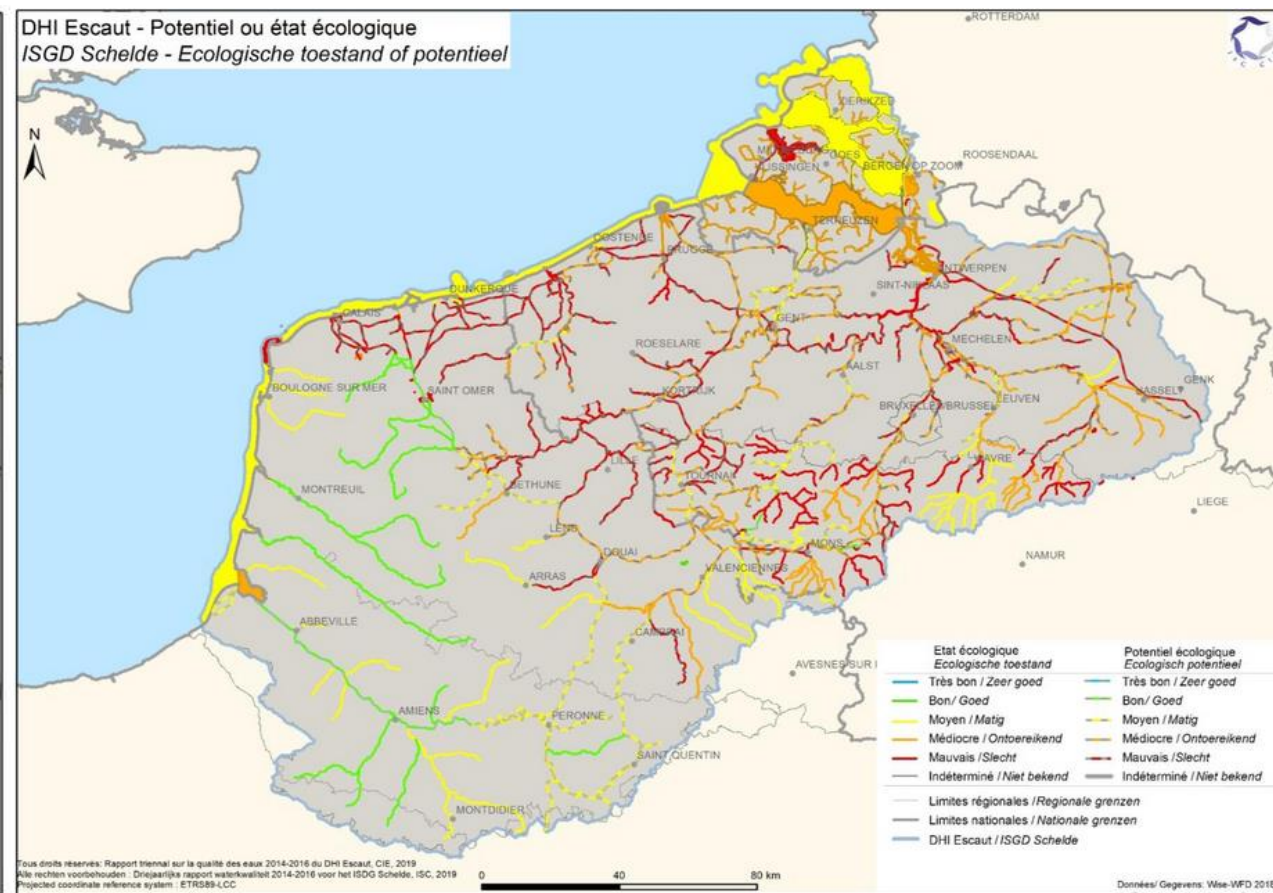 DHI Escaut - Potentiel ou état écologique
ISGD Schelde - Ecologische toestand of potentieel
ROTTERDAM
N
ZIERIKZEE
GOES
ROOSENDAAL
BERGEN OP ZOOM
VLISSINGEN
TERNEUZEN
OOSTENDE
BRUGGE
ANTWERPEN
SINT-NIKLAAS
DUNKERQUE
CALAIS
GENT
MECHELEN
ROESELARE
AALST
GENK
BOULOGNE SUR MER
SAINT OMER
KORTRIJK
HASSELT
LEUVEN
BRUXELLES/BRUSSEL
LILLE
WAVRE
TOURNAI
BETHUNE
MONTREUIL
LIEGE
LENS
MONS
DOUAI
NAMUR
VALENCIENNES
ARRAS
ABBEVILLE
CAMBRAI
AVESNES SUR
AMIENS
PERONNE
SAINT QUENTIN
MONTDIDIER
Etat écologique Potentiel écologique
Ecologische toestand Ecologisch potentieel
Très bon / Zeer goed Très bon / Zeer goed
Bon/ Goed Bon / Goed
Moyen / Matig Moyen / Matig
Médiocre / Ontoereikend Médiocre / Ontoereikend
Mauvais /Slecht Mauvais /Slecht
Indéterminé / Niet bekend Indéterminé / Niet bekend
Limites régionales / Regionale grenzen
Limites nationales / Nationale grenzen
DHI Escaut / ISGD Schelde
Tous droits réservés: Rapport triennal sur la qualité des eaux 2014-2016 du DHI Escaut, CIE, 2019
Alle rechten voorbehouden : Driejaarlijks rapport waterkwaliteit 2014-2016 voor het ISDG Schelde, ISC, 2019
Projected coordinate reference system : ETRS89-LCC
0 40 80 km
Données/ Gegevens: Wise-WFD 2016